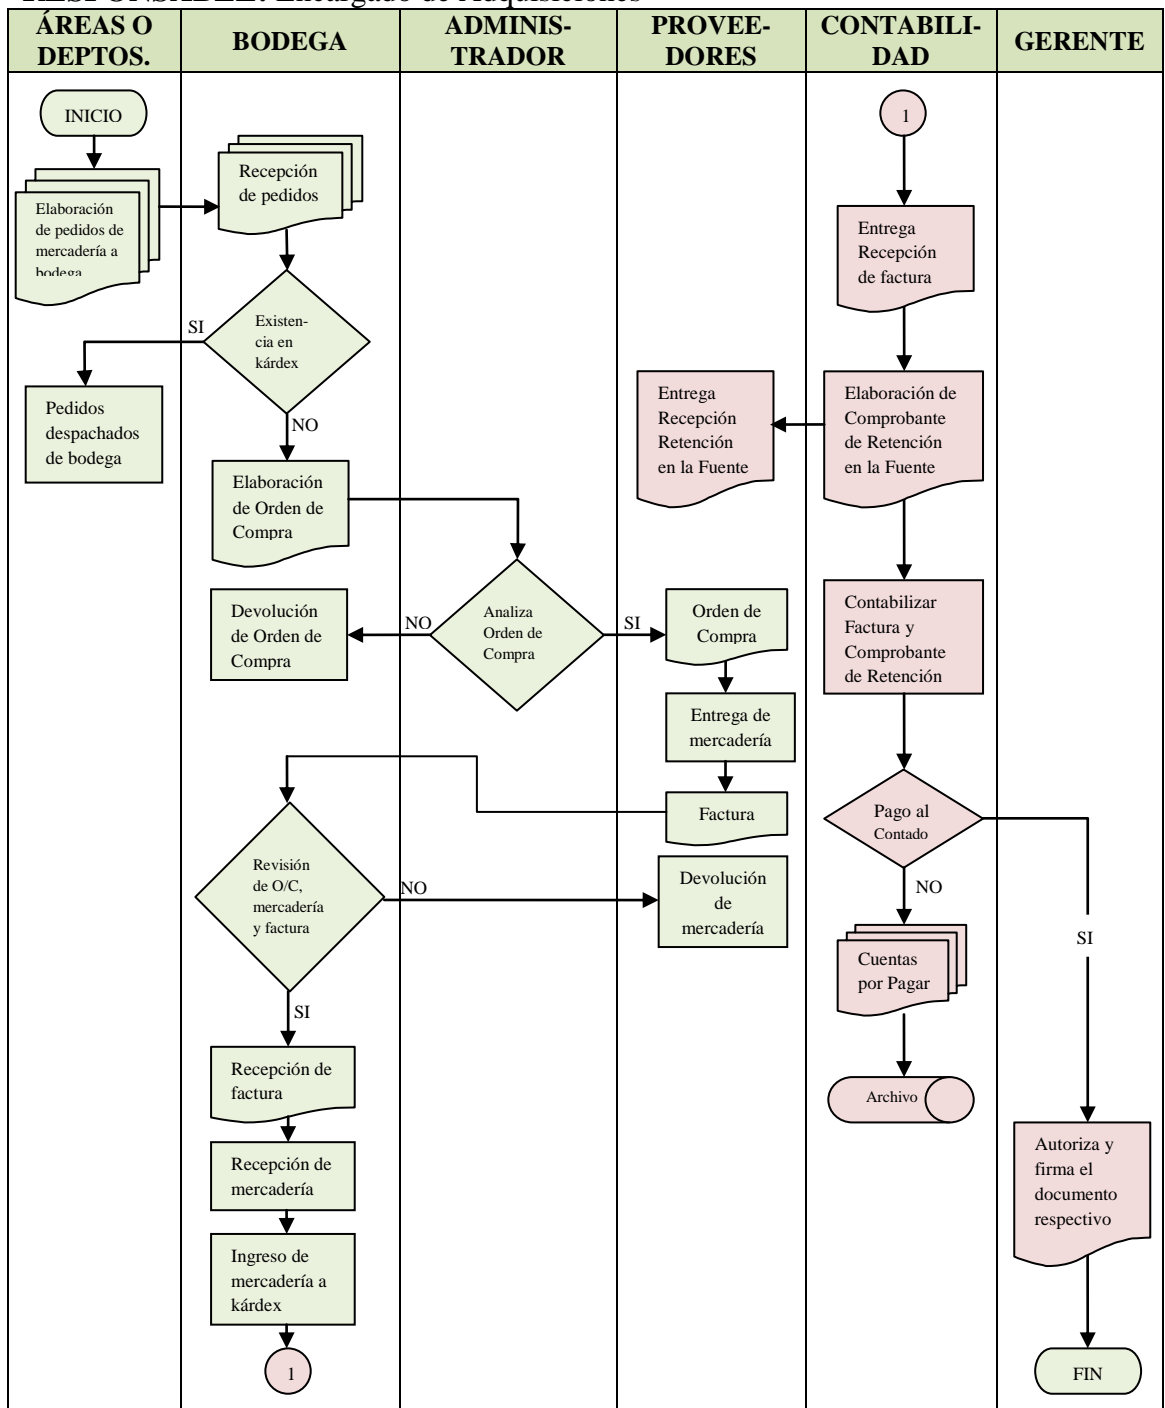 RESPONSABLE: Encargado de Adquisiciones
ÁREAS O
DEPTOS.
BODEGA
ADMINIS-
TRADOR
PROVEE-
DORES
CONTABILI-
DAD
GERENTE
INICIO
Elaboración
de pedidos de
mercadería a
bodega
SI
Pedidos
despachados
de bodega
Recepción
de pedidos
Existen-
cia en
kárdex
NO
Elaboración
de Orden de
Compra
Devolución
de Orden de
Compra
NO
Analiza
Orden de
Compra
SI
Orden de
Compra
Entrega de
mercadería
Factura
Revisión
de O/C,
mercadería
y factura
NO
Devolución
de
mercadería
SI
Recepción de
factura
Recepción de
mercadería
Ingreso de
mercadería a
kárdex
1
1
Entrega
Recepción
de factura
Elaboración de
Comprobante
de Retención
en la Fuente
Entrega
Recepción
Retención
en la Fuente
Contabilizar
Factura y
Comprobante
de Retención
Pago al
Contado
NO
Cuentas
por Pagar
Archivo
SI
Autoriza y
firma el
documento
respectivo
FIN